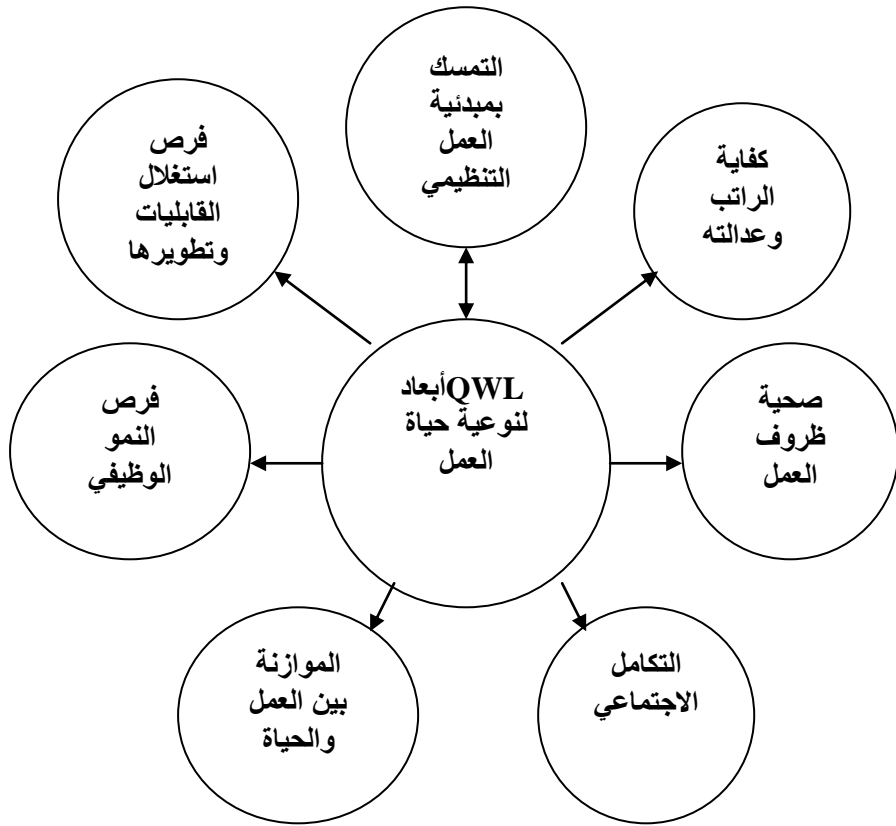 التمسك
بمبدئية
العمل
التنظيمي
كفاية
الراتب
وعدالته
صحية
ظروف
العمل
التكامل
الاجتماعي
الموازنة
بين العمل
والحياة
فرص
النمو
الوظيفي
فرص
استغلال
القابليات
وتطويرها
أبعادQWL
لنوعية حياة
العمل